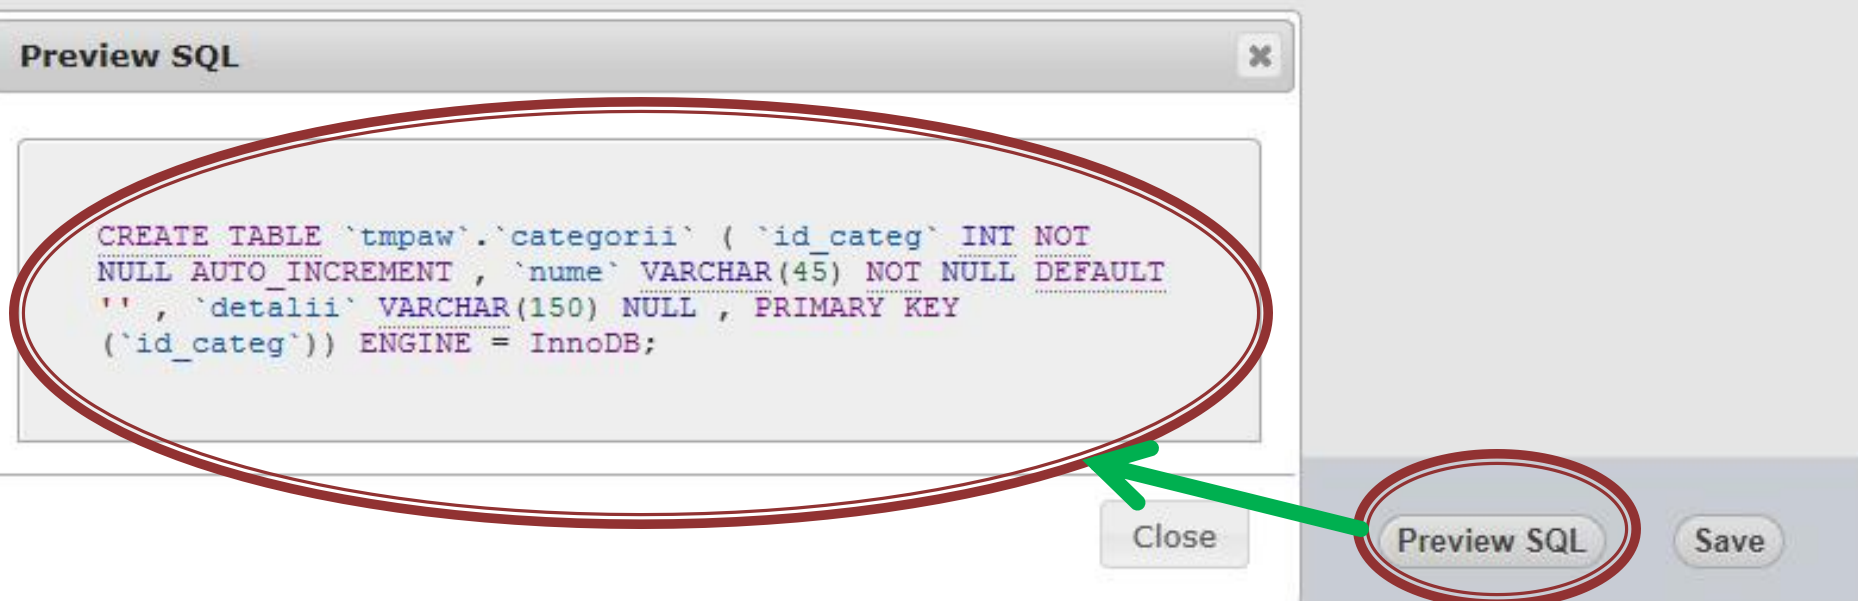 Preview SQL
CREATE TABLE `tmpaw`.`categorii` ( `id_categ` INT NOT
NULL AUTO_INCREMENT , `nume` VARCHAR(45) NOT NULL DEFAULT
'' , `detalii` VARCHAR(150) NULL , PRIMARY KEY
(`id_categ`)) ENGINE = InnoDB;
Close
Preview SQL
Save